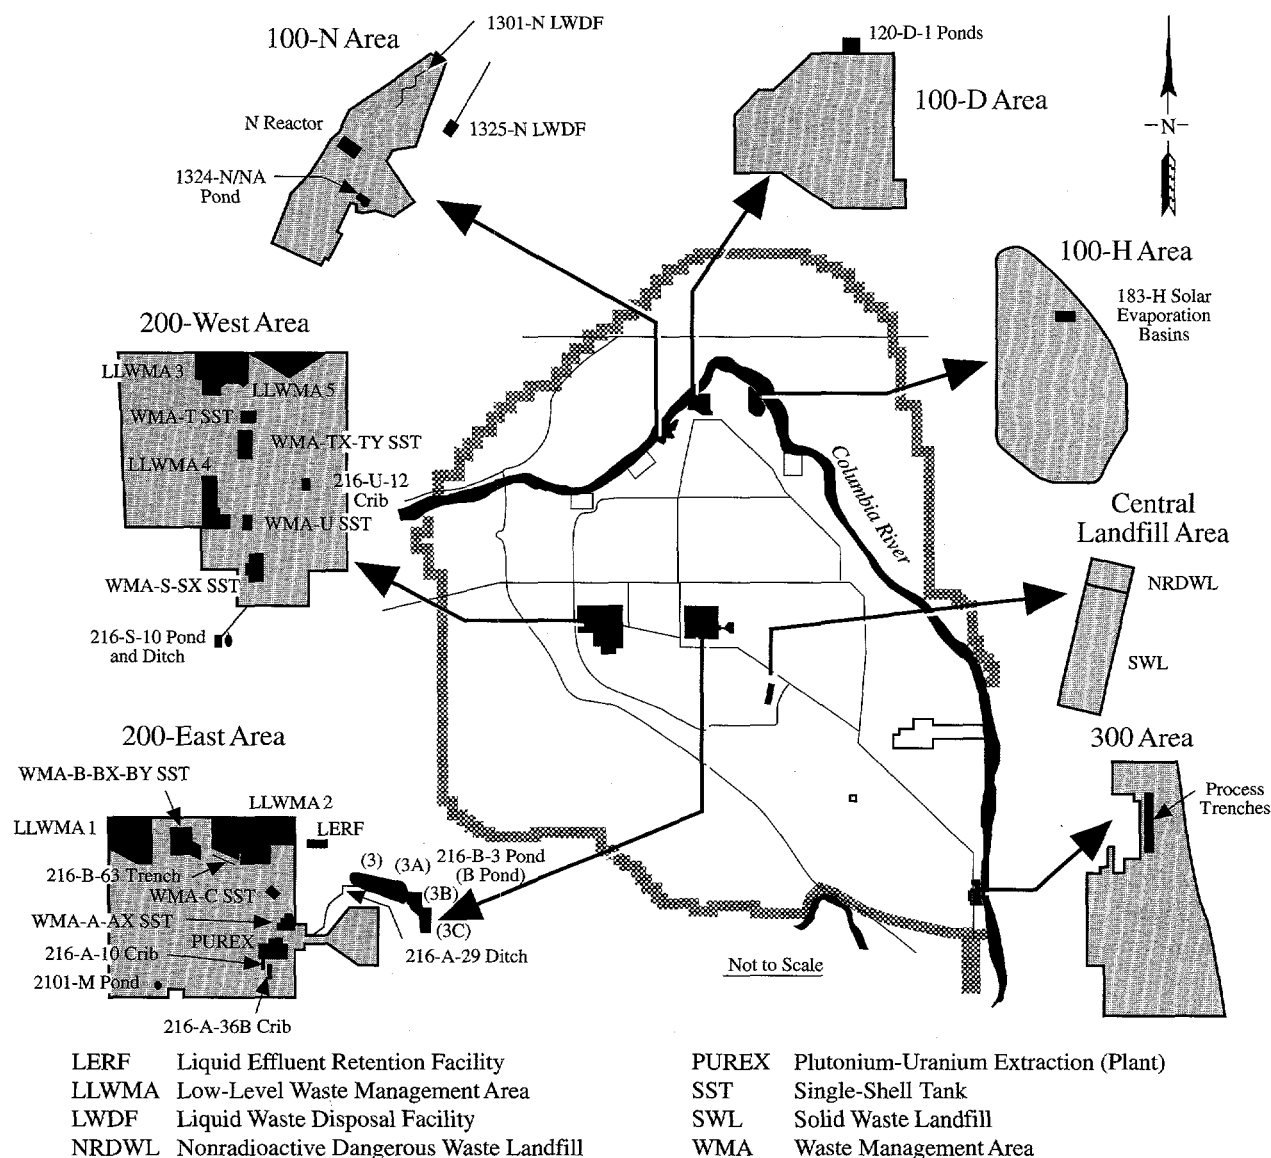 100-N Area
1301-N LWDF
N Reactor
1325-N LWDF
1324-N/NA
Pond
120-D-1 Ponds
100-D Area
N
100-H Area
183-H Solar
Evaporation
Basins
200-West Area
LLWMA 3
LLWMA 5
WMA-T SST
WMA-TX-TY SST
LLWMA 4
216-U-12
Crib
WMA-U SST
WMA-S-SX SST
216-S-10 Pond
and Ditch
Columbia River
Central
Landfill Area
NRDWL
SWL
200-East Area
WMA-B-BX-BY SST
LLWMA 2
LLWMA 1
LERF
216-B-63 Trench
WMA-C SST
WMA-A-AX SST
PUREX
216-A-10 Crib
2101-M Pond
216-A-36B Crib
(3)
(3A)
216-B-3 Pond
(B Pond)
(3B)
(3C)
216-A-29 Ditch
300 Area
Process
Trenches
Not to Scale
LERF Liquid Effluent Retention Facility
LLWMA Low-Level Waste Management Area
LWDF Liquid Waste Disposal Facility
NRDWL Nonradioactive Dangerous Waste Landfill
PUREX Plutonium-Uranium Extraction (Plant)
SST Single-Shell Tank
SWL Solid Waste Landfill
WMA Waste Management Area